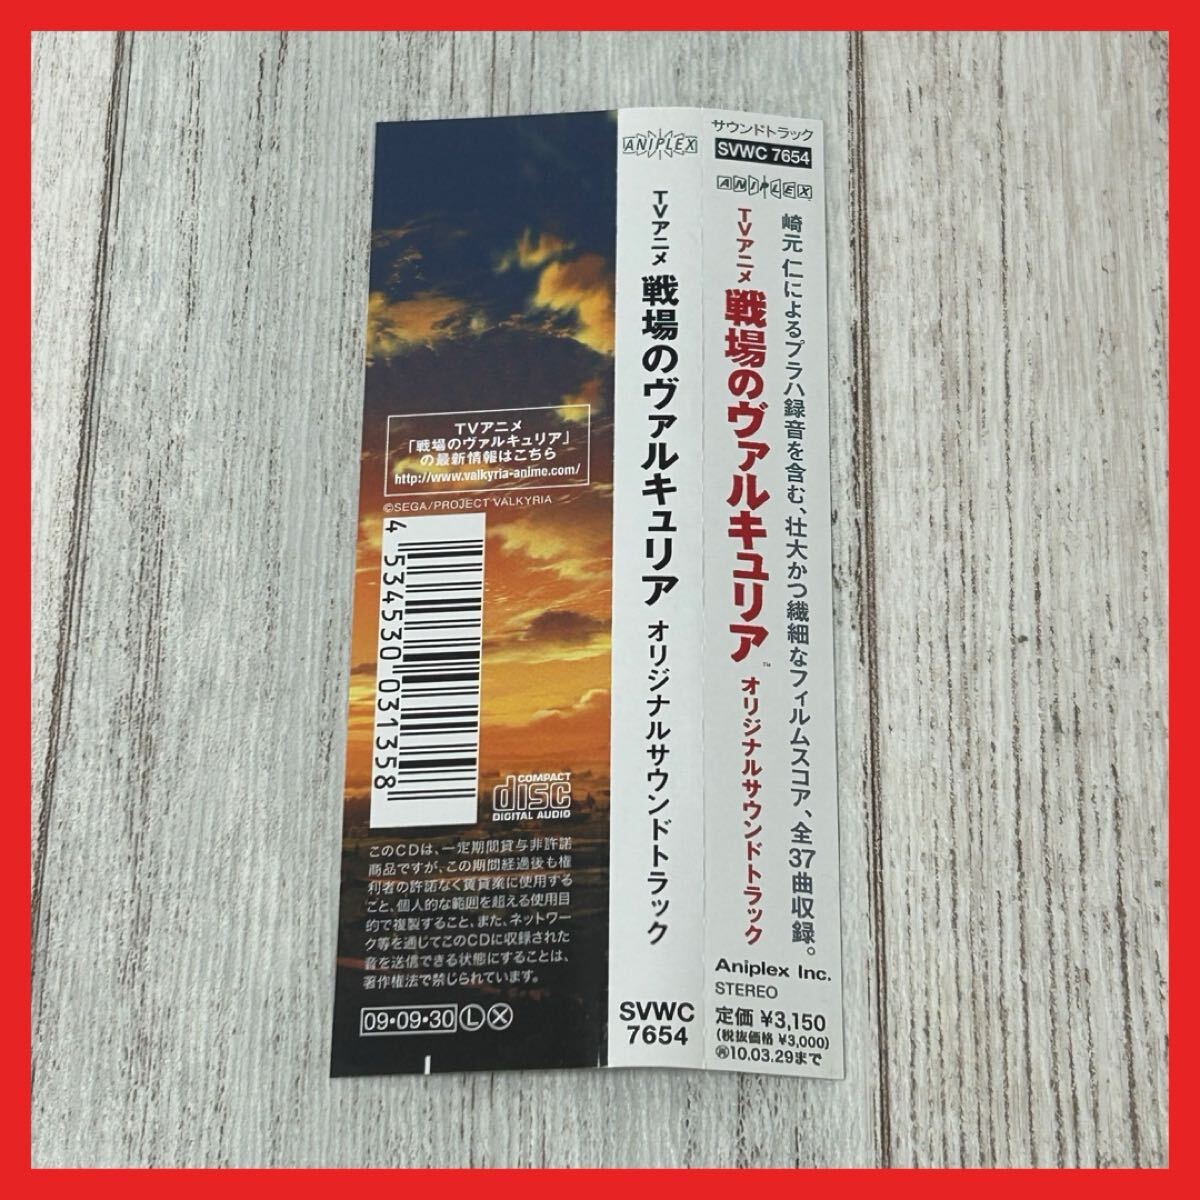 サウンドトラック
SVWC 7654
ANIPLEX
崎元 仁によるプラハ録音を含む、壮大かつ繊細なフィルムスコア、全37曲収録。
TVアニメ
戦場のヴァルキュリア™
オリジナルサウンドトラック
Aniplex Inc.
STEREO
定価 ¥3,150
(税抜価格 ¥3,000)
㋐10.03.29まで
ANIPLEX
TVアニメ
戦場のヴァルキュリア
オリジナルサウンドトラック
SVWC
7654
TVアニメ
「戦場のヴァルキュリア」
の最新情報はこちら
http://www.valkyria-anime.com/
©SEGA/PROJECT VALKYRIA
4 534530 031358
COMPACT
disc
DIGITAL AUDIO
このCDは、一定期間貸与非許諾
商品ですが、この期間経過後も権
利者の許諾なく賃貸業に使用する
こと、個人的な範囲を超える使用目
的で複製すること、また、ネットワー
ク等を通じてこのCDに収録された
音を送信できる状態にすることは、
著作権法で禁じられています。
09•09•30 Ⓛ Ⓧ